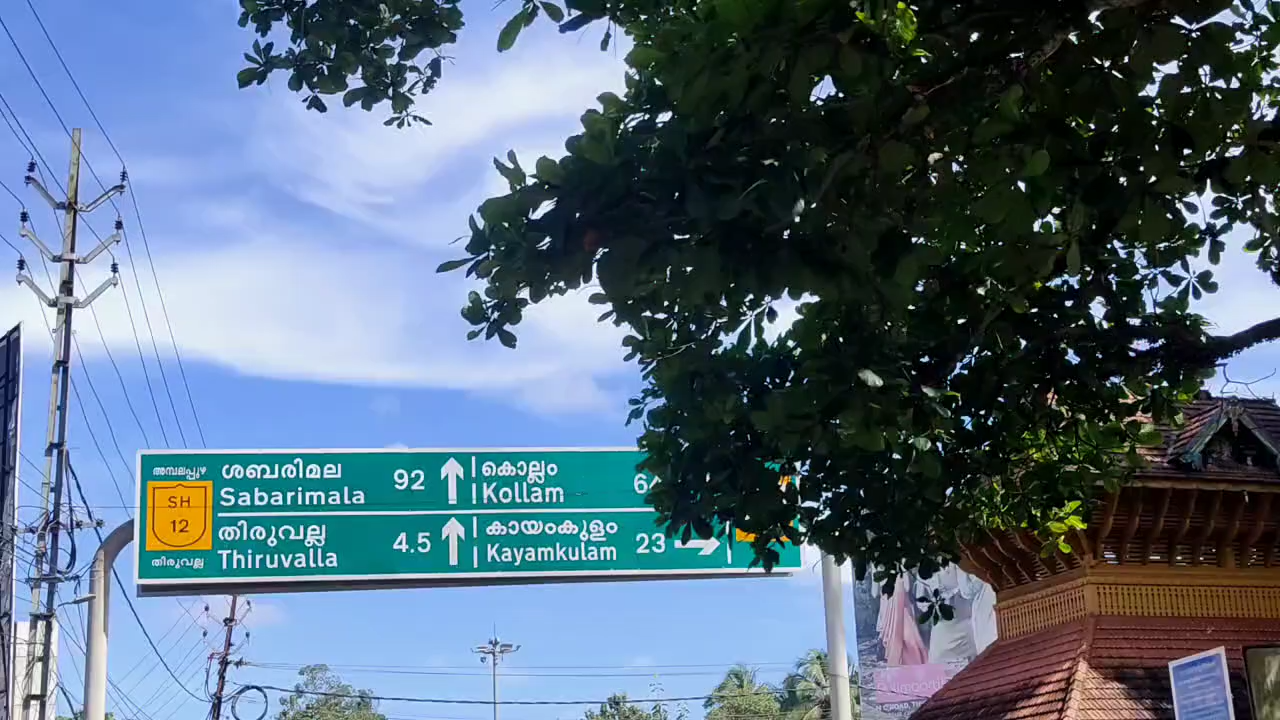 അമ്പലപ്പുഴ
SH
12
തിരുവല്ല
ശബരിമല
Sabarimala 92
തിരുവല്ല
Thiruvalla 4.5
കൊല്ലം
Kollam
കായംകുളം
Kayamkulam 23